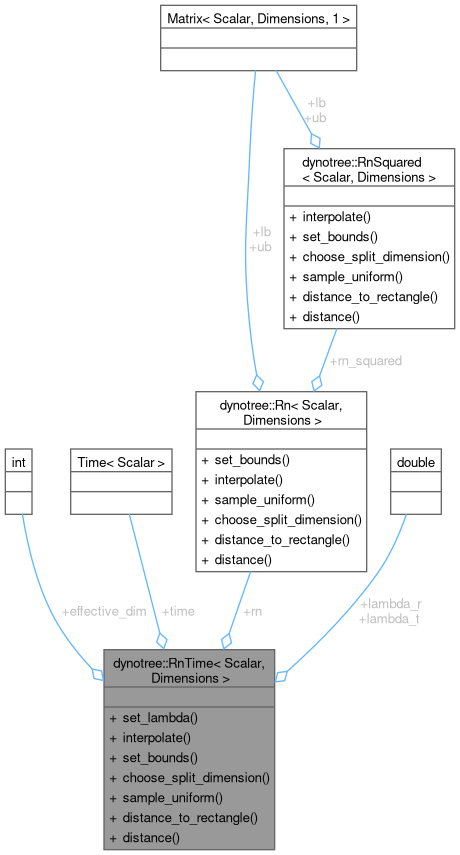 Matrix< Scalar, Dimensions, 1 >
+lb
+ub
dynotree::RnSquared
< Scalar, Dimensions >
+ interpolate()
+ set_bounds()
+ choose_split_dimension()
+ sample_uniform()
+ distance_to_rectangle()
+ distance()
+lb
+ub
+rn_squared
dynotree::Rn< Scalar,
Dimensions >
+ set_bounds()
+ interpolate()
+ sample_uniform()
+ choose_split_dimension()
+ distance_to_rectangle()
+ distance()
int
Time< Scalar >
double
+effective_dim
+time
+rn
+lambda_r
+lambda_t
dynotree::RnTime< Scalar,
Dimensions >
+ set_lambda()
+ interpolate()
+ set_bounds()
+ choose_split_dimension()
+ sample_uniform()
+ distance_to_rectangle()
+ distance()